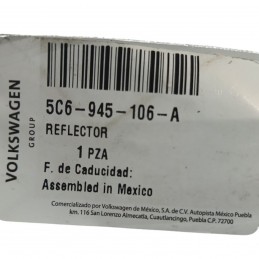 VOLKSWAGEN
GROUP
5C6-945-106-A
REFLECTOR
1 PZA
F. de Caducidad:
Assembled in Mexico
Comercializado por Volkswagen de México, S.A. de C.V. Autopista México Puebla
km. 116 San Lorenzo Almecatla, Cuautlancingo, Puebla C.P. 72700